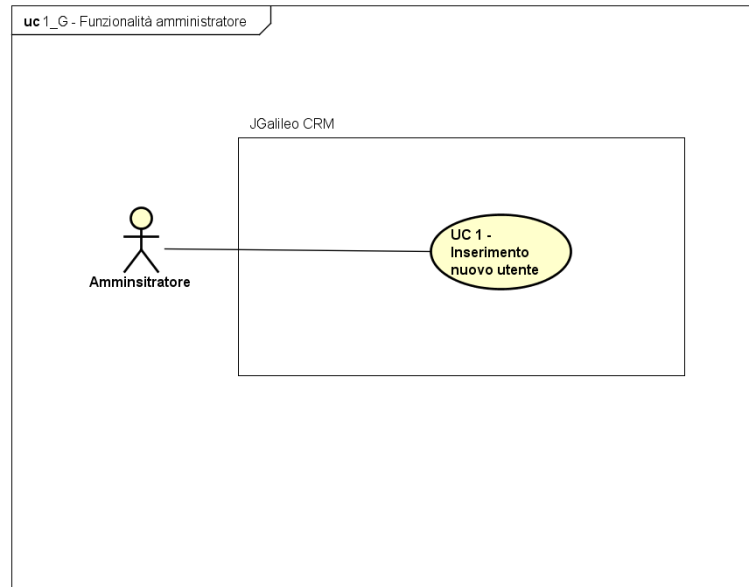 uc 1_G - Funzionalità amministratore
JGalileo CRM
UC 1 -
Inserimento
nuovo utente
Amminsitratore